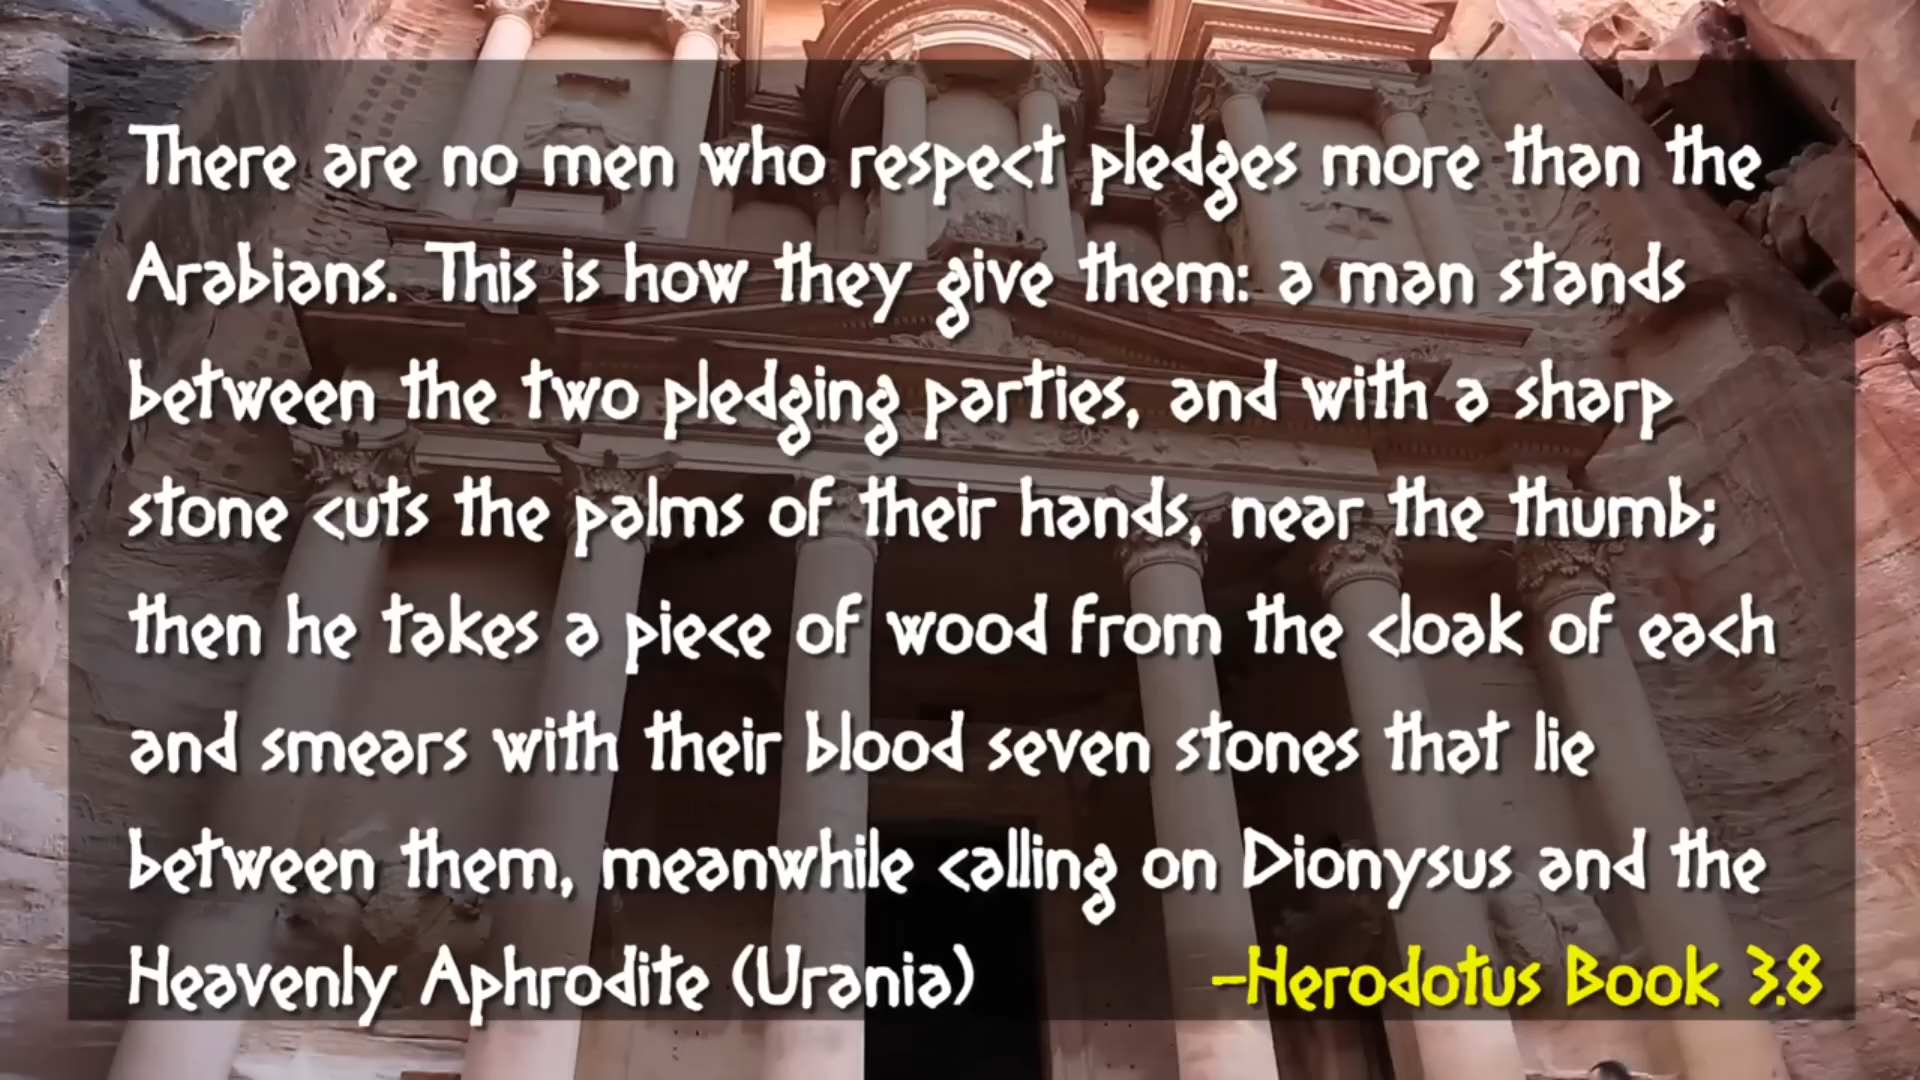 There are no men who respect pledges more than the
Arabians. This is how they give them: a man stands
between the two pledging parties, and with a sharp
stone cuts the palms of their hands, near the thumb;
then he takes a piece of wood from the cloak of each
and smears with their blood seven stones that lie
between them, meanwhile calling on Dionysus and the
Heavenly Aphrodite (Urania)
-Herodotus Book 3.8